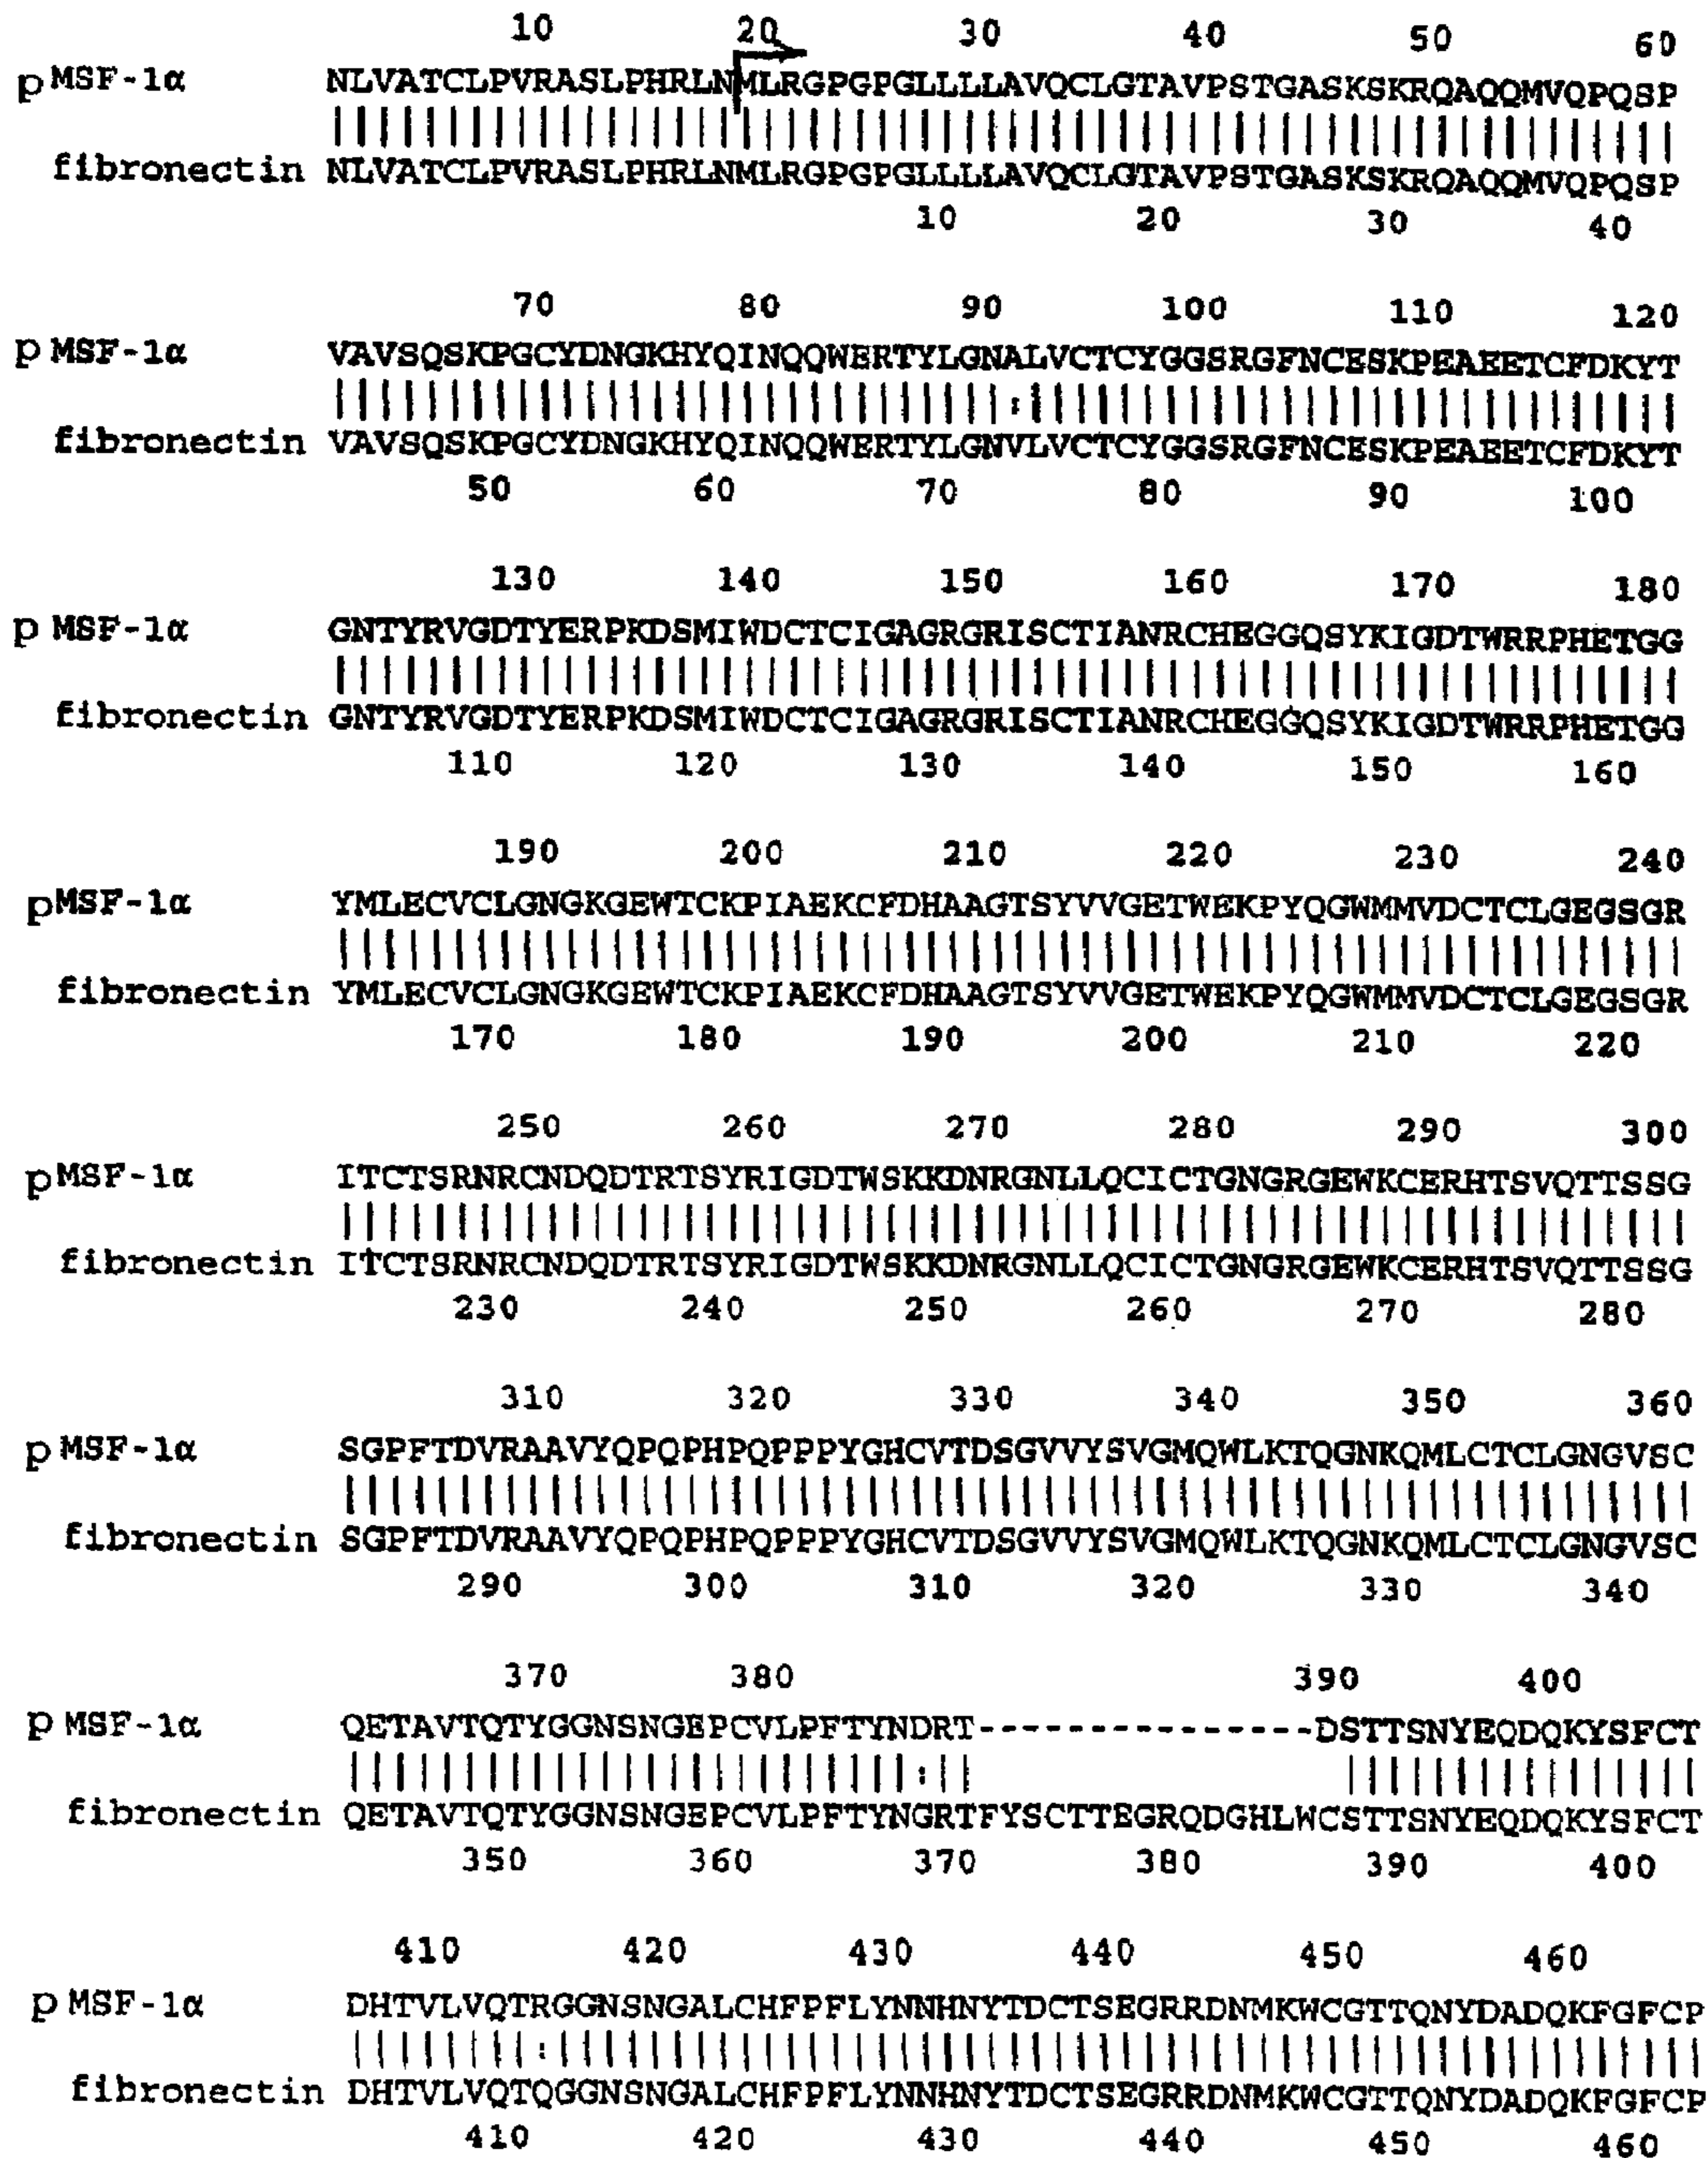 10 20 30 40 50 60
p MSF-1α NLVATCLPVRASLPHRLNMLRGPGPGLLLLAVQCLGTAVPSTGASKSKRQAQQMVQPQSP
fibronectin NLVATCLPVRASLPHRLNMLRGPGPGLLLLAVQCLGTAVPSTGASKSKRQAQQMVQPQSP
10 20 30 40
70 80 90 100 110 120
p MSF-1α VAVSQSKPGCYDNGKHYQINQQWERTYLGNALVCTCYGGSRGFNCESKPEAEETCFDKYT
fibronectin VAVSQSKPGCYDNGKHYQINQQWERTYLGNVLVCTCYGGSRGFNCESKPEAEETCFDKYT
50 60 70 80 90 100
130 140 150 160 170 180
p MSF-1α GNTYRVGDTYERPKDSMIWDCTCIGAGRGRISCTIANRCHEGGQSYKIGDTWRRPHETGG
fibronectin GNTYRVGDTYERPKDSMIWDCTCIGAGRGRISCTIANRCHEGGQSYKIGDTWRRPHETGG
110 120 130 140 150 160
190 200 210 220 230 240
pMSF-1α YMLECVCLGNGKGEWTCKPIAEKCFDHAAGTSYVVGETWEKPYQGWMMVDCTCLGEGSGR
fibronectin YMLECVCLGNGKGEWTCKPIAEKCFDHAAGTSYVVGETWEKPYQGWMMVDCTCLGEGSGR
170 180 190 200 210 220
250 260 270 280 290 300
pMSF-1α ITCTSRNRCNDQDTRTSYRIGDTWSKKDNRGNLLQCICTGNGRGEWKCERHTSVQTTSSG
fibronectin ITCTSRNRCNDQDTRTSYRIGDTWSKKDNRGNLLQCICTGNGRGEWKCERHTSVQTTSSG
230 240 250 260 270 280
310 320 330 340 350 360
p MSF-1α SGPFTDVRAAVYQPQPHPQPPPYGHCVTDSGVVYSVGMQWLKTQGNKQMLCTCLGNGVSC
fibronectin SGPFTDVRAAVYQPQPHPQPPPYGHCVTDSGVVYSVGMQWLKTQGNKQMLCTCLGNGVSC
290 300 310 320 330 340
370 380 390 400
p MSF-1α QETAVTQTYGGNSNGEPCVLPFTYNDRT---------------DSTTSNYEQDQKYSFCT
fibronectin QETAVTQTYGGNSNGEPCVLPFTYNGRTFYSCTTEGRQDGHLWCSTTSNYEQDQKYSFCT
350 360 370 380 390 400
410 420 430 440 450 460
p MSF-1α DHTVLVQTRGGNSNGALCHFPFLYNNHNYTDCTSEGRRDNMKWCGTTQNYDADQKFGFCP
fibronectin DHTVLVQTQGGNSNGALCHFPFLYNNHNYTDCTSEGRRDNMKWCGTTQNYDADQKFGFCP
410 420 430 440 450 460